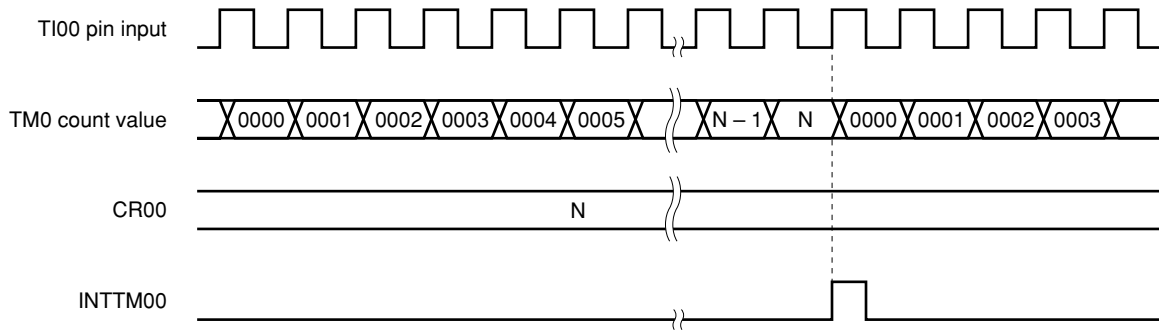 TI00 pin input
TM0 count value 0000 0001 0002 0003 0004 0005 N – 1 N 0000 0001 0002 0003
CR00 N
INTTM00